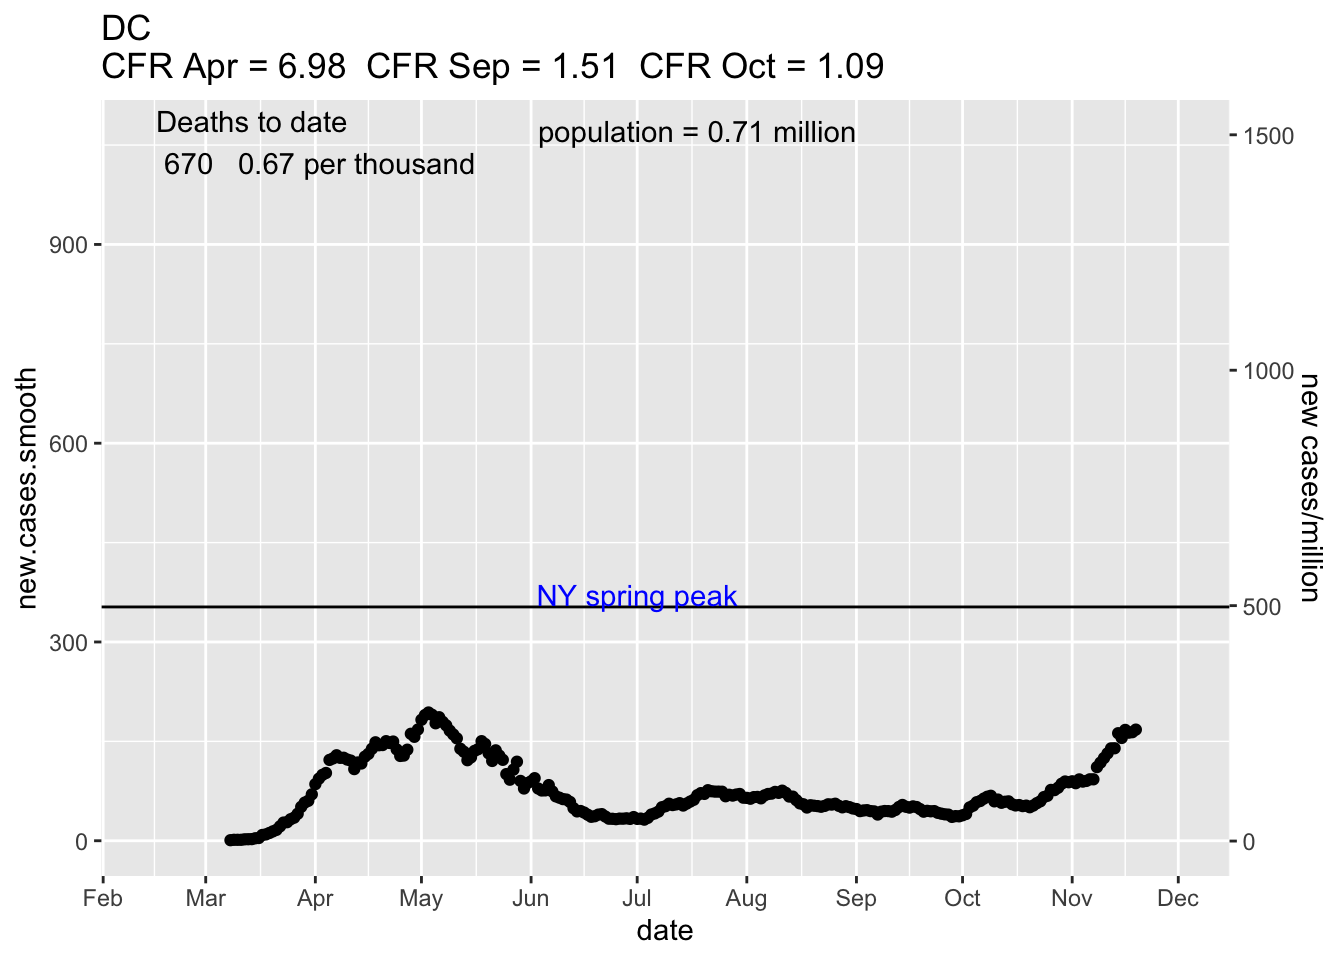 DC
CFR Apr = 6.98  CFR Sep = 1.51  CFR Oct = 1.09
Deaths to date
670   0.67 per thousand
population = 0.71 million
NY spring peak
new.cases.smooth
900
600
300
0
1500
1000
500
0
new cases/million
Feb Mar Apr May Jun Jul Aug Sep Oct Nov Dec
date